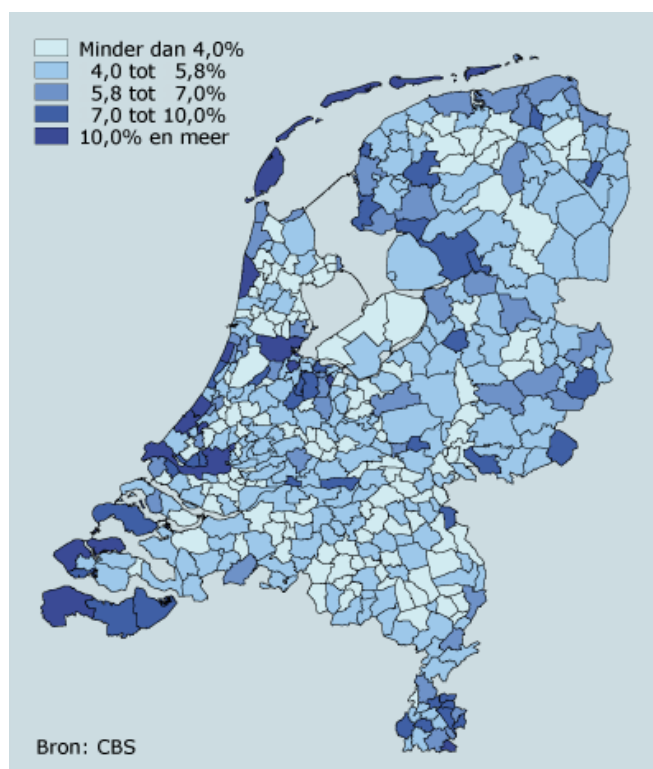 Minder dan 4,0%
4,0 tot 5,8%
5,8 tot 7,0%
7,0 tot 10,0%
10,0% en meer
Bron: CBS